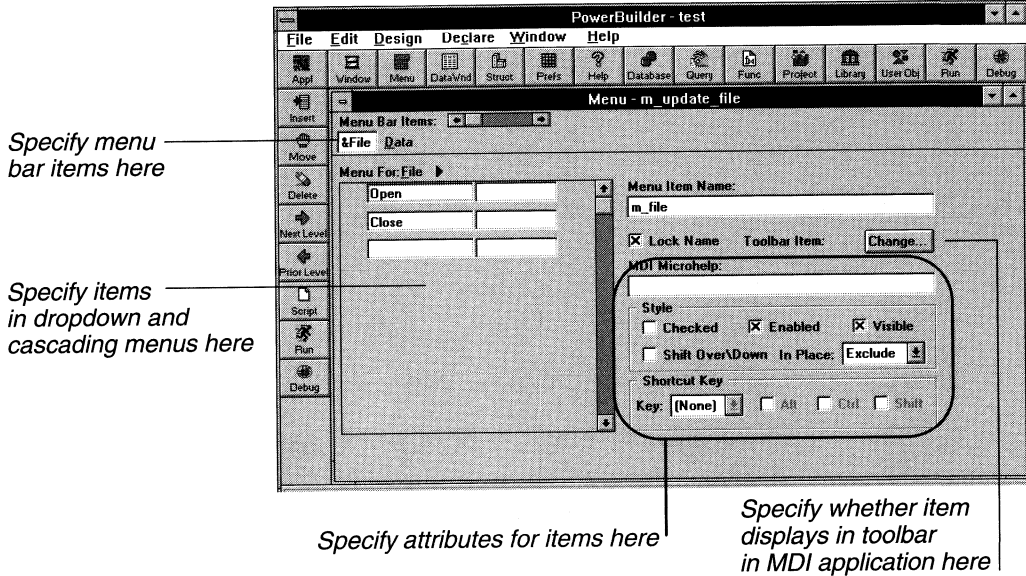 PowerBuilder - test
File Edit Design Declare Window Help
Appl Window Menu DataWnd Struct Prefs Help Database Query Func Project Library User Obj Run Debug
Insert
Move
Delete
Next Level
Prior Level
Script
Run
Debug
Menu - m_update_file
Menu Bar Items:
&File Data
Menu For: File
Open
Close
Menu Item Name:
m_file
Lock Name Toolbar Item: Change...
MDI Microhelp:
Style
Checked Enabled Visible
Shift Over\Down In Place: Exclude
Shortcut Key
Key: (None) Alt Ctrl Shift
Specify menu
bar items here
Specify items
in dropdown and
cascading menus here
Specify attributes for items here
Specify whether item
displays in toolbar
in MDI application here